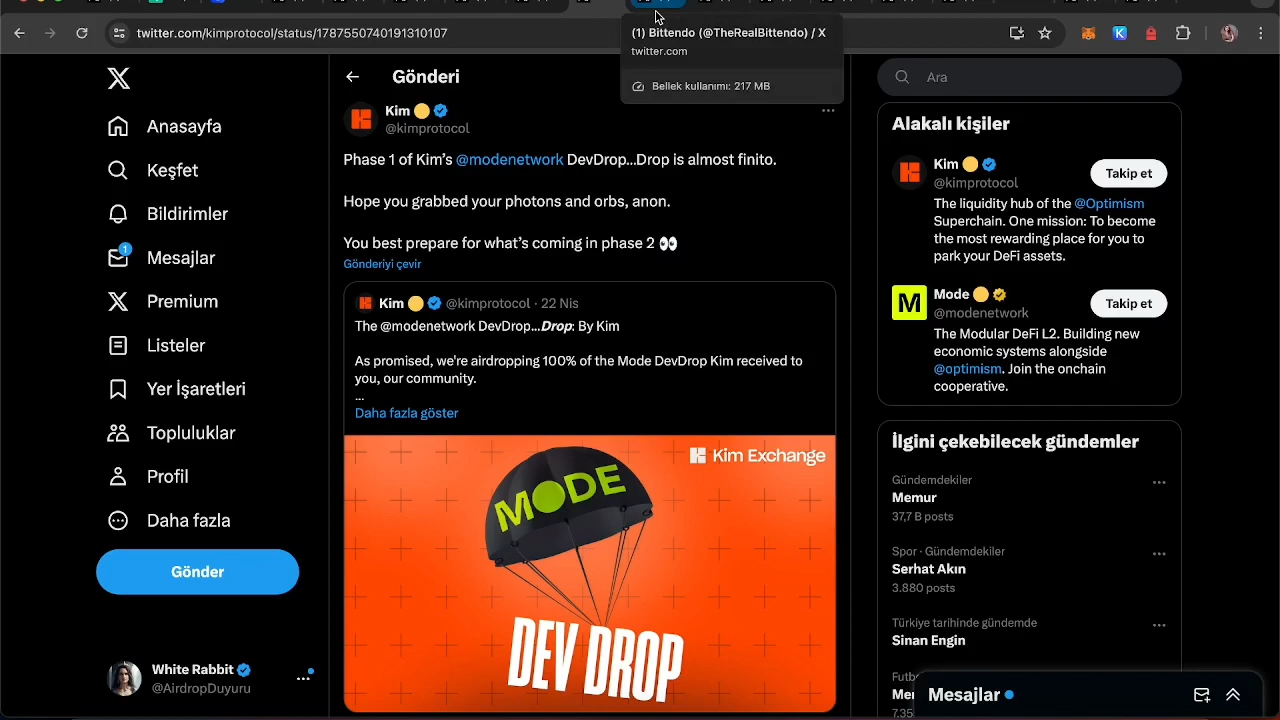 twitter.com/kimprotocol/status/1787550740191310107
(1) Bittendo (@TheRealBittendo) / X
twitter.com
Bellek kullanımı: 217 MB
Anasayfa
Keşfet
Bildirimler
1
Mesajlar
Premium
Listeler
Yer İşaretleri
Topluluklar
Profil
Daha fazla
Gönder
White Rabbit
@AirdropDuyuru
Gönderi
Kim
@kimprotocol
Phase 1 of Kim's @modenetwork DevDrop...Drop is almost finito.
Hope you grabbed your photons and orbs, anon.
You best prepare for what's coming in phase 2 👀
Gönderiyi çevir
Kim @kimprotocol · 22 Nis
The @modenetwork DevDrop...Drop: By Kim
As promised, we're airdropping 100% of the Mode DevDrop Kim received to
you, our community.
...
Daha fazla göster
Kim Exchange
MODE
DEV DROP
Ara
Alakalı kişiler
Kim
@kimprotocol
Takip et
The liquidity hub of the @Optimism
Superchain. One mission: To become
the most rewarding place for you to
park your DeFi assets.
M
Mode
@modenetwork
Takip et
The Modular DeFi L2. Building new
economic systems alongside
@optimism. Join the onchain
cooperative.
İlgini çekebilecek gündemler
Gündemdekiler
Memur
37,7 B posts
Spor · Gündemdekiler
Serhat Akın
3.880 posts
Türkiye tarihinde gündemde
Sinan Engin
Mesajlar